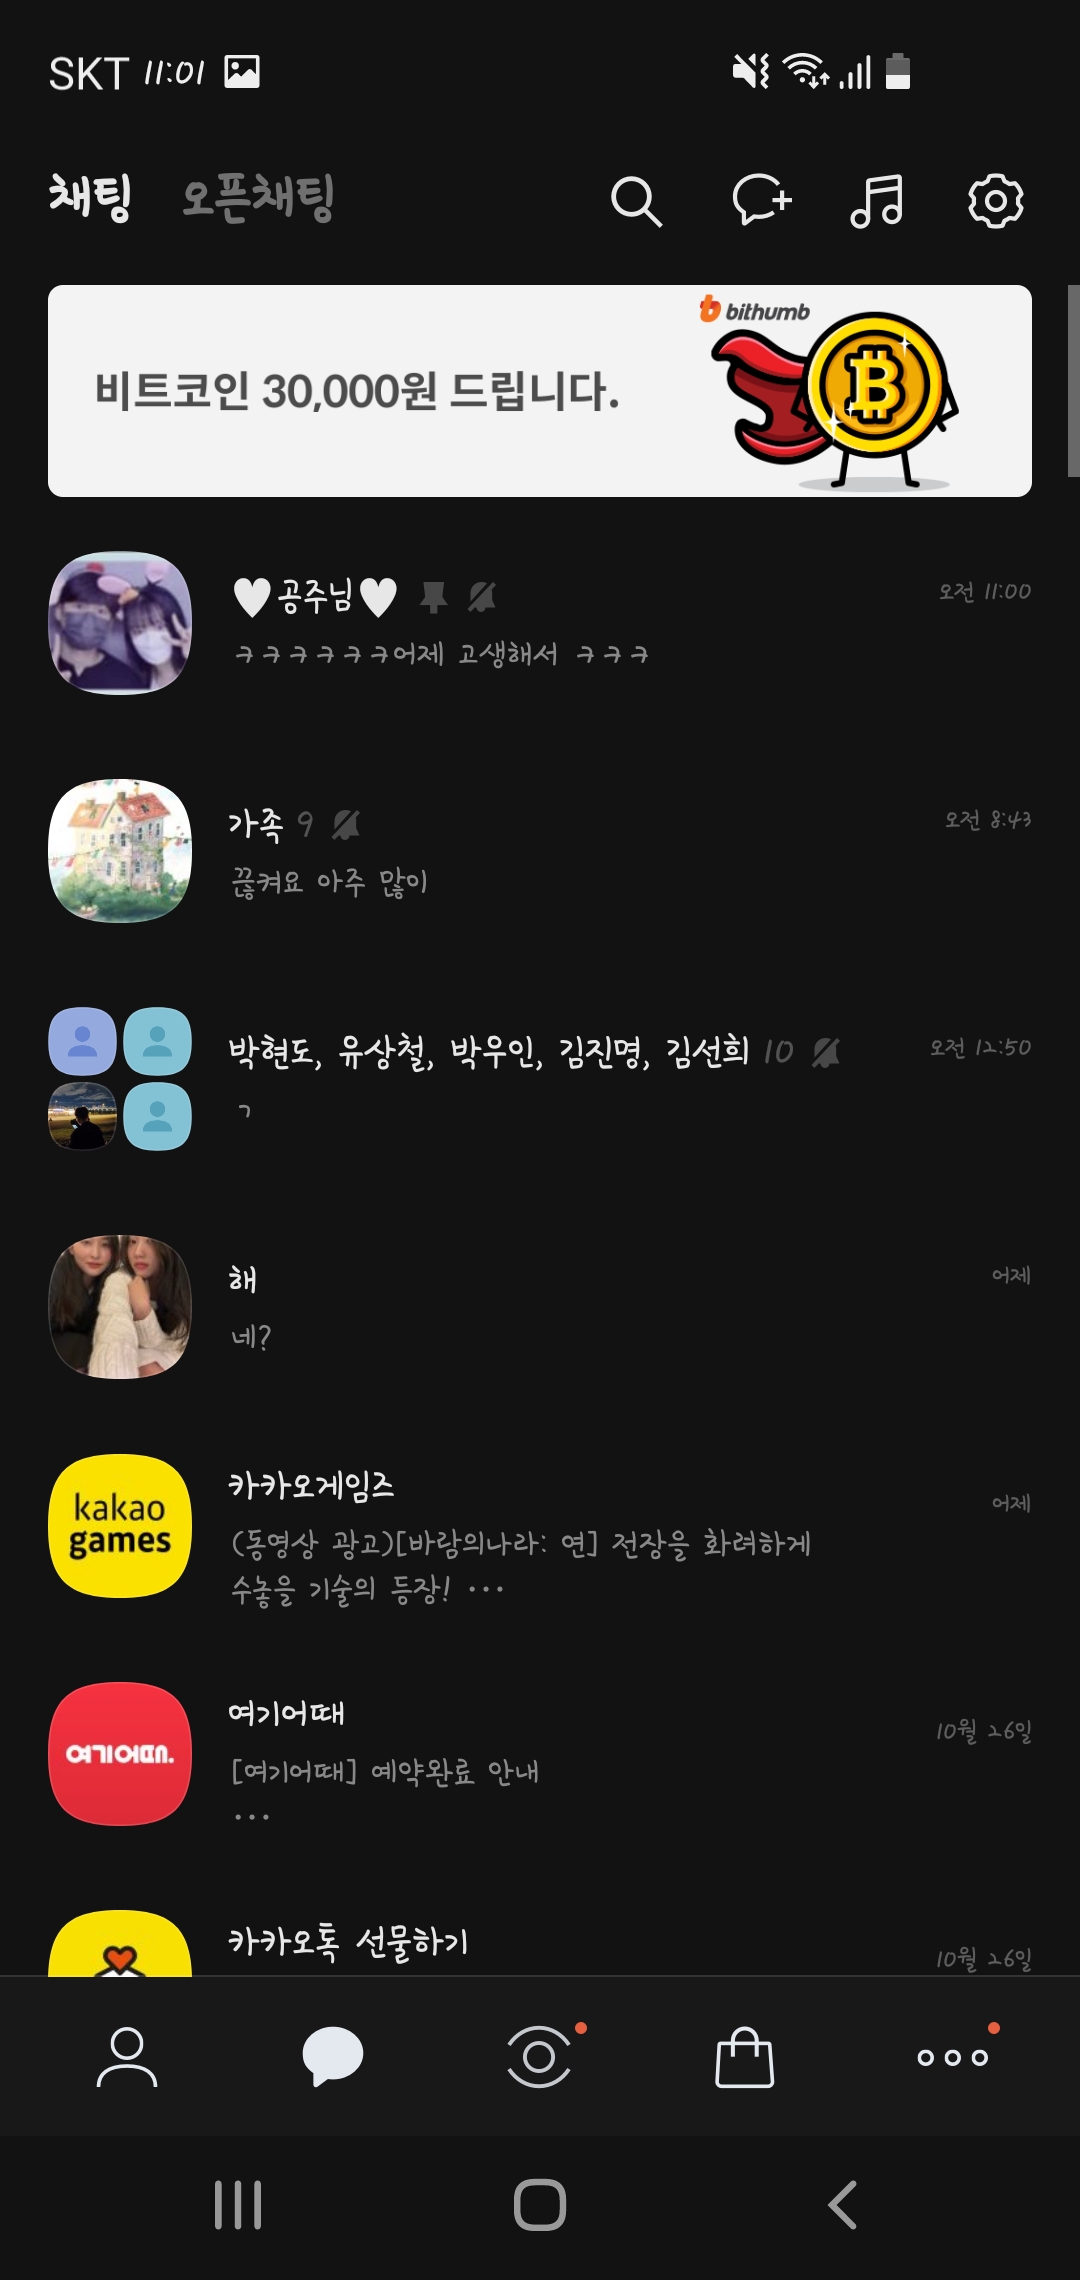 SKT 11:01
채팅 오픈채팅
bithumb
비트코인 30,000원 드립니다.
♥공주님♥ 오전 11:00
ㅋㅋㅋㅋㅋㅋ어제 고생해서 ㅋㅋㅋ
가족 9 오전 8:43
끊켜요 아주 많이
박현도, 유상철, 박우인, 김진명, 김선희 10 오전 12:50
ㄱ
해 어제
네?
kakao
games
카카오게임즈 어제
(동영상 광고)[바람의나라: 연] 전장을 화려하게
수놓을 기술의 등장! ...
여기어때.
여기어때 10월 26일
[여기어때] 예약완료 안내
...
카카오톡 선물하기 10월 26일